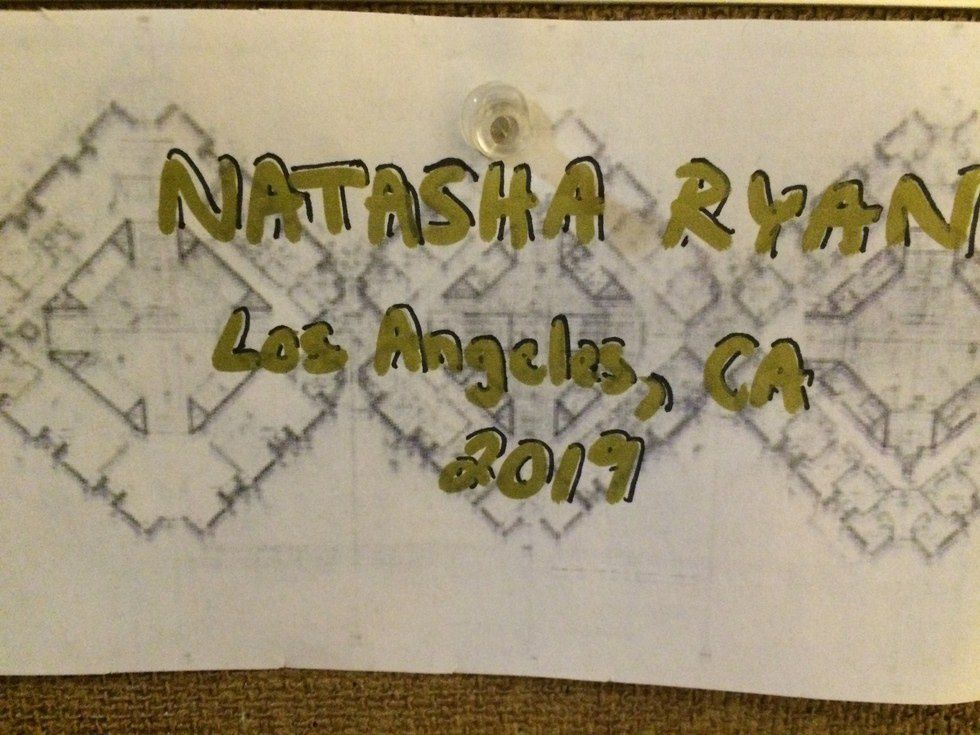 NATASHA RYAN
Los Angeles, CA
2019